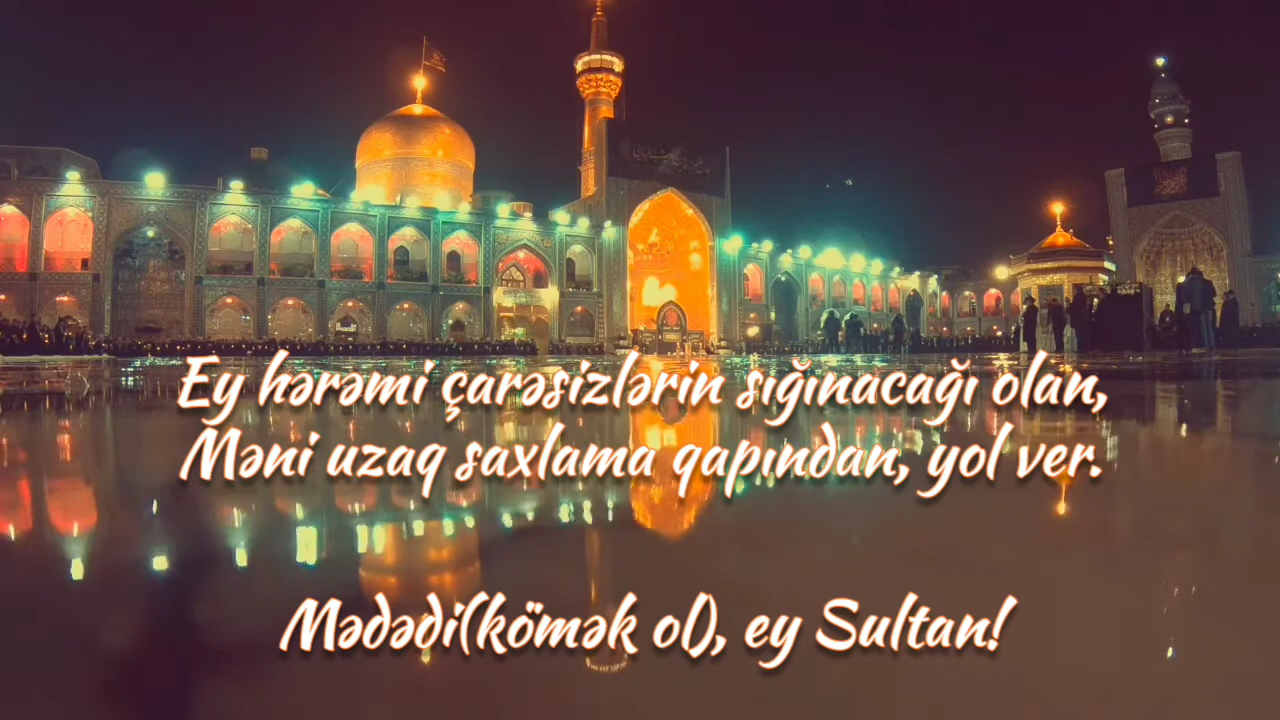 Ey hərəmi çarəsizlərin sığınacağı olan,
Məni uzaq saxlama qapından, yol ver.
Mədədi(kömək ol), ey Sultan!